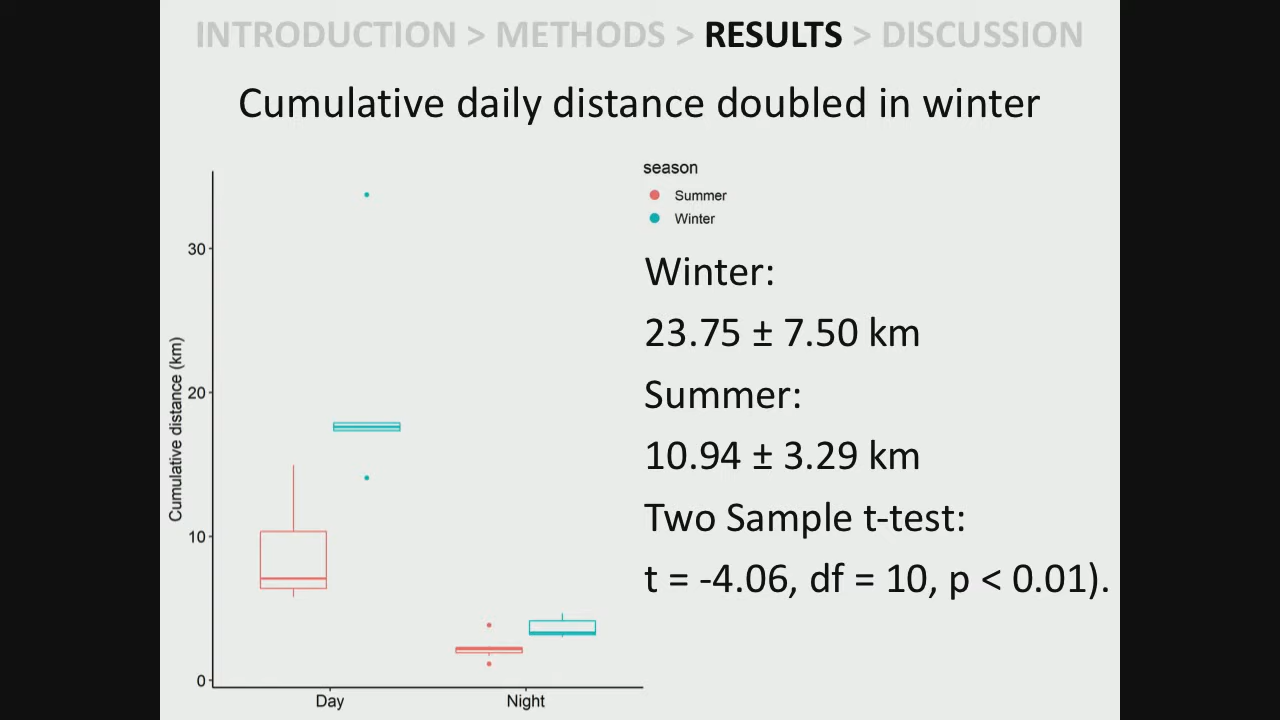 INTRODUCTION > METHODS > RESULTS > DISCUSSION
Cumulative daily distance doubled in winter
season
Summer
Winter
Winter:
23.75 ± 7.50 km
Summer:
10.94 ± 3.29 km
Two Sample t-test:
t = -4.06, df = 10, p < 0.01).
Cumulative distance (km)
30
20
10
0
Day
Night